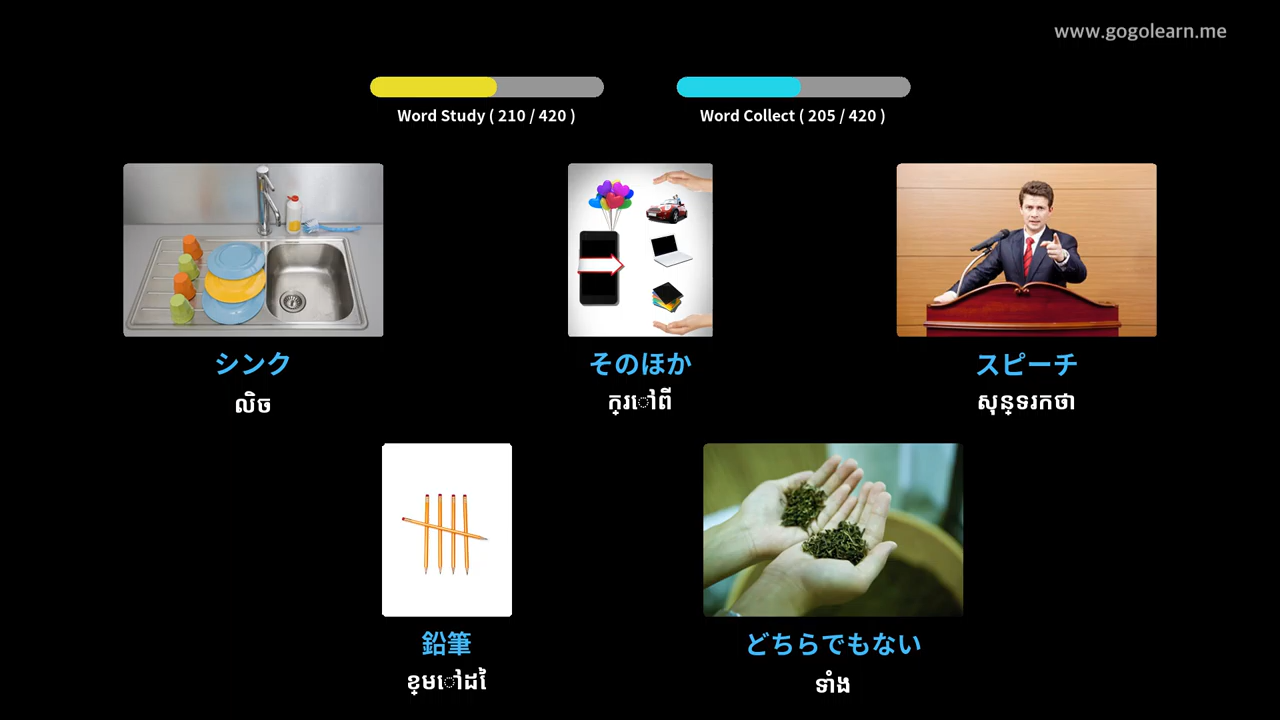 www.gogolearn.me
Word Study ( 210 / 420 )
Word Collect ( 205 / 420 )
シンク
លិច
そのほか
ក្រៅពី
スピーチ
សុន្ទរកថា
鉛筆
ខ្មៅដៃ
どちらでもない
ទាំង